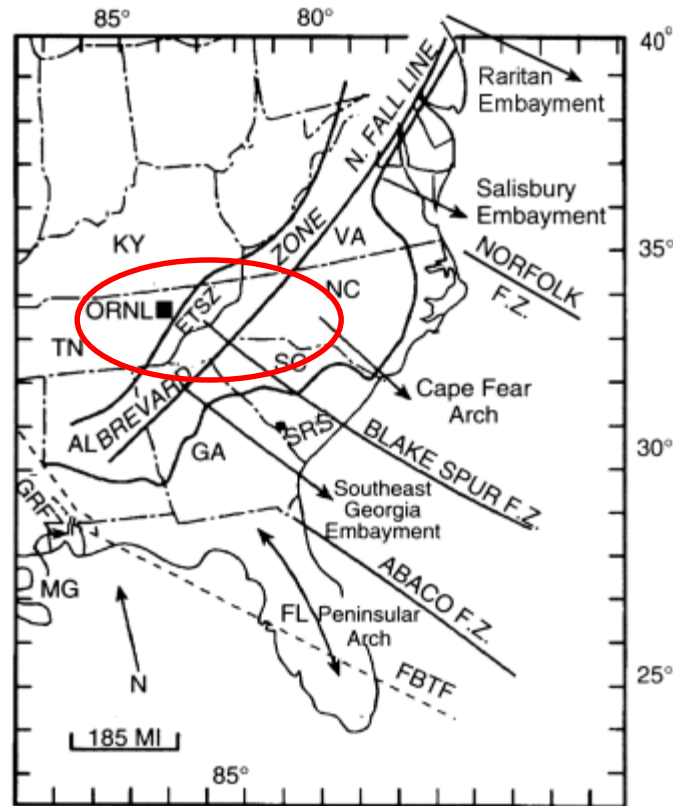 85°
80°
40°
Raritan
Embayment
N. FALL LINE
Salisbury
Embayment
KY
ZONE
VA
35°
NORFOLK
F.Z.
ORNL
ETSZ
NC
TN
SC
Cape Fear
Arch
AL
BREVARD
GA
SRS
30°
BLAKE SPUR F.Z.
Southeast
Georgia
Embayment
GRFZ
ABACO F.Z.
MG
FL Peninsular
Arch
25°
FBTF
N
185 MI
85°